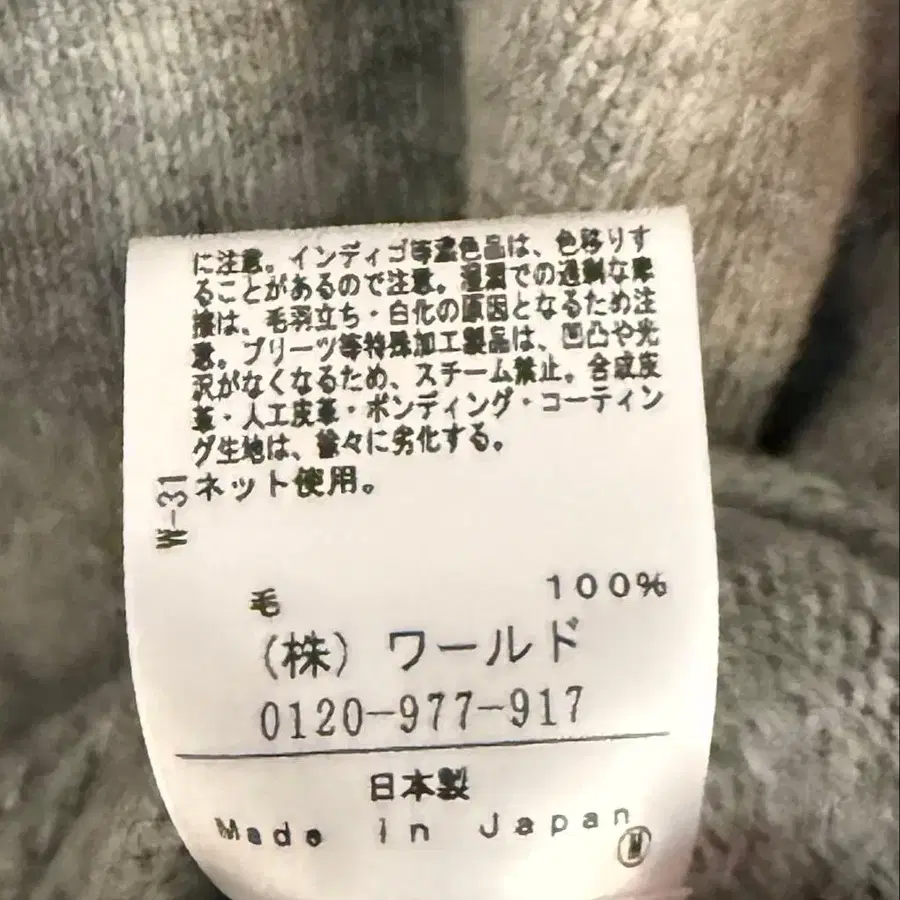 に注意。インディゴ等濃色品は、色移りす
ることがあるので注意。湿潤での過剰な摩
擦は、毛羽立ち・白化の原因となるため注
意。プリーツ等特殊加工製品は、凹凸や光
沢がなくなるため、スチーム禁止。合成皮
革・人工皮革・ボンディング・コーティン
グ生地は、徐々に劣化する。
ネット使用。
W-31
毛 100%
(株) ワールド
0120-977-917
日本製
Made in Japan
M